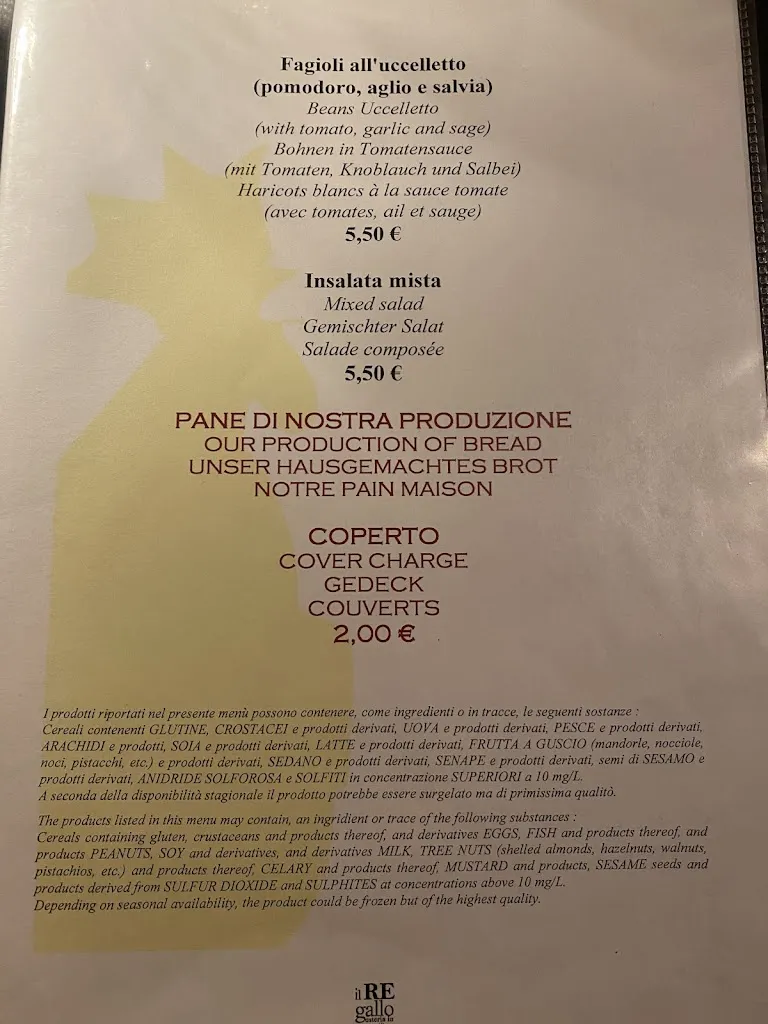 Fagioli all'uccelletto
(pomodoro, aglio e salvia)
Beans Uccelletto
(with tomato, garlic and sage)
Bohnen in Tomatensauce
(mit Tomaten, Knoblauch und Salbei)
Haricots blancs à la sauce tomate
(avec tomates, ail et sauge)
5,50 €
Insalata mista
Mixed salad
Gemischter Salat
Salade composée
5,50 €
PANE DI NOSTRA PRODUZIONE
OUR PRODUCTION OF BREAD
UNSER HAUSGEMACHTES BROT
NOTRE PAIN MAISON
COPERTO
COVER CHARGE
GEDECK
COUVERTS
2,00 €
I prodotti riportati nel presente menù possono contenere, come ingredienti o in tracce, le seguenti sostanze :
Cereali contenenti GLUTINE, CROSTACEI e prodotti derivati, UOVA e prodotti derivati, PESCE e prodotti derivati,
ARACHIDI e prodotti, SOIA e prodotti derivati, LATTE e prodotti derivati, FRUTTA A GUSCIO (mandorle, nocciole,
noci, pistacchi, etc.) e prodotti derivati, SEDANO e prodotti derivati, SENAPE e prodotti derivati, semi di SESAMO e
prodotti derivati, ANIDRIDE SOLFOROSA e SOLFITI in concentrazione SUPERIORI a 10 mg/L.
A seconda della disponibilità stagionale il prodotto potrebbe essere surgelato ma di primissima qualitò.
The products listed in this menu may contain, an ingridient or trace of the following substances :
Cereals containing gluten, crustaceans and products thereof, and derivatives EGGS, FISH and products thereof, and
products PEANUTS, SOY and derivatives, and derivatives MILK, TREE NUTS (shelled almonds, hazelnuts, walnuts,
pistachios, etc.) and products thereof, CELARY and products thereof, MUSTARD and products, SESAME seeds and
products derived from SULFUR DIOXIDE and SULPHITES at concentrations above 10 mg/L.
Depending on seasonal availability, the product could be frozen but of the highest quality.
il RE
gallo